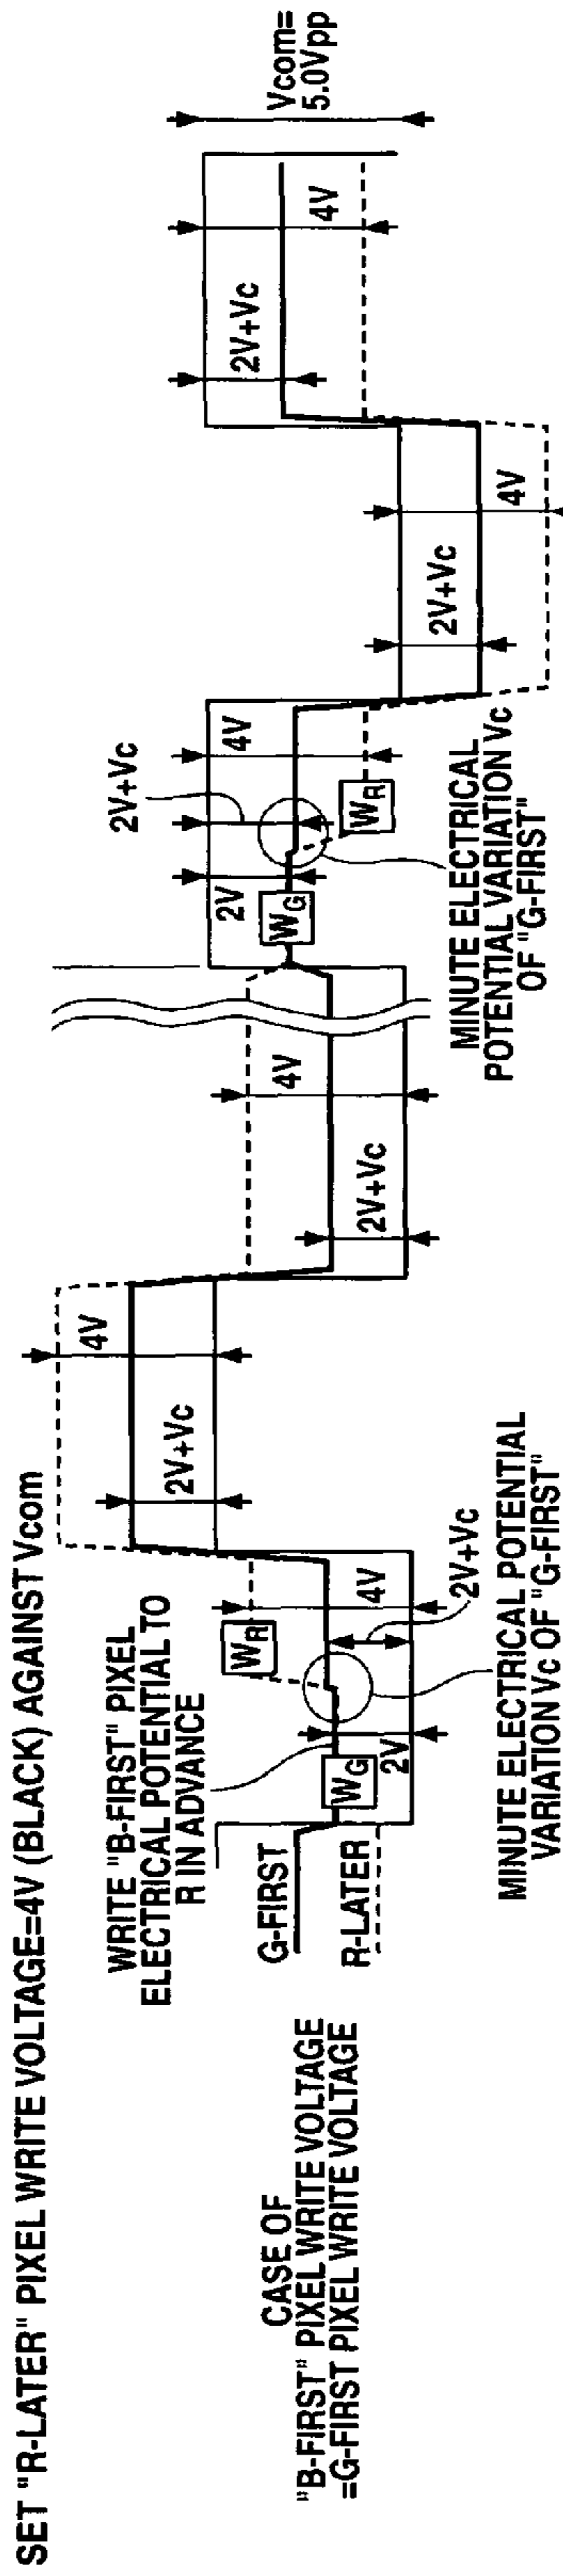 SET "R-LATER" PIXEL WRITE VOLTAGE=4V (BLACK) AGAINST Vcom
CASE OF
"B-FIRST" PIXEL WRITE VOLTAGE
=G-FIRST PIXEL WRITE VOLTAGE
WRITE "B-FIRST" PIXEL
ELECTRICAL POTENTIAL TO
R IN ADVANCE
G-FIRST
R-LATER
WG
2V
WR
4V
2V+Vc
MINUTE ELECTRICAL POTENTIAL
VARIATION Vc OF "G-FIRST"
2V+Vc
4V
2V+Vc
4V
WG
2V
2V+Vc
WR
4V
MINUTE ELECTRICAL
POTENTIAL VARIATION Vc
OF "G-FIRST"
2V+Vc
4V
2V+Vc
4V
Vcom=
5.0Vpp